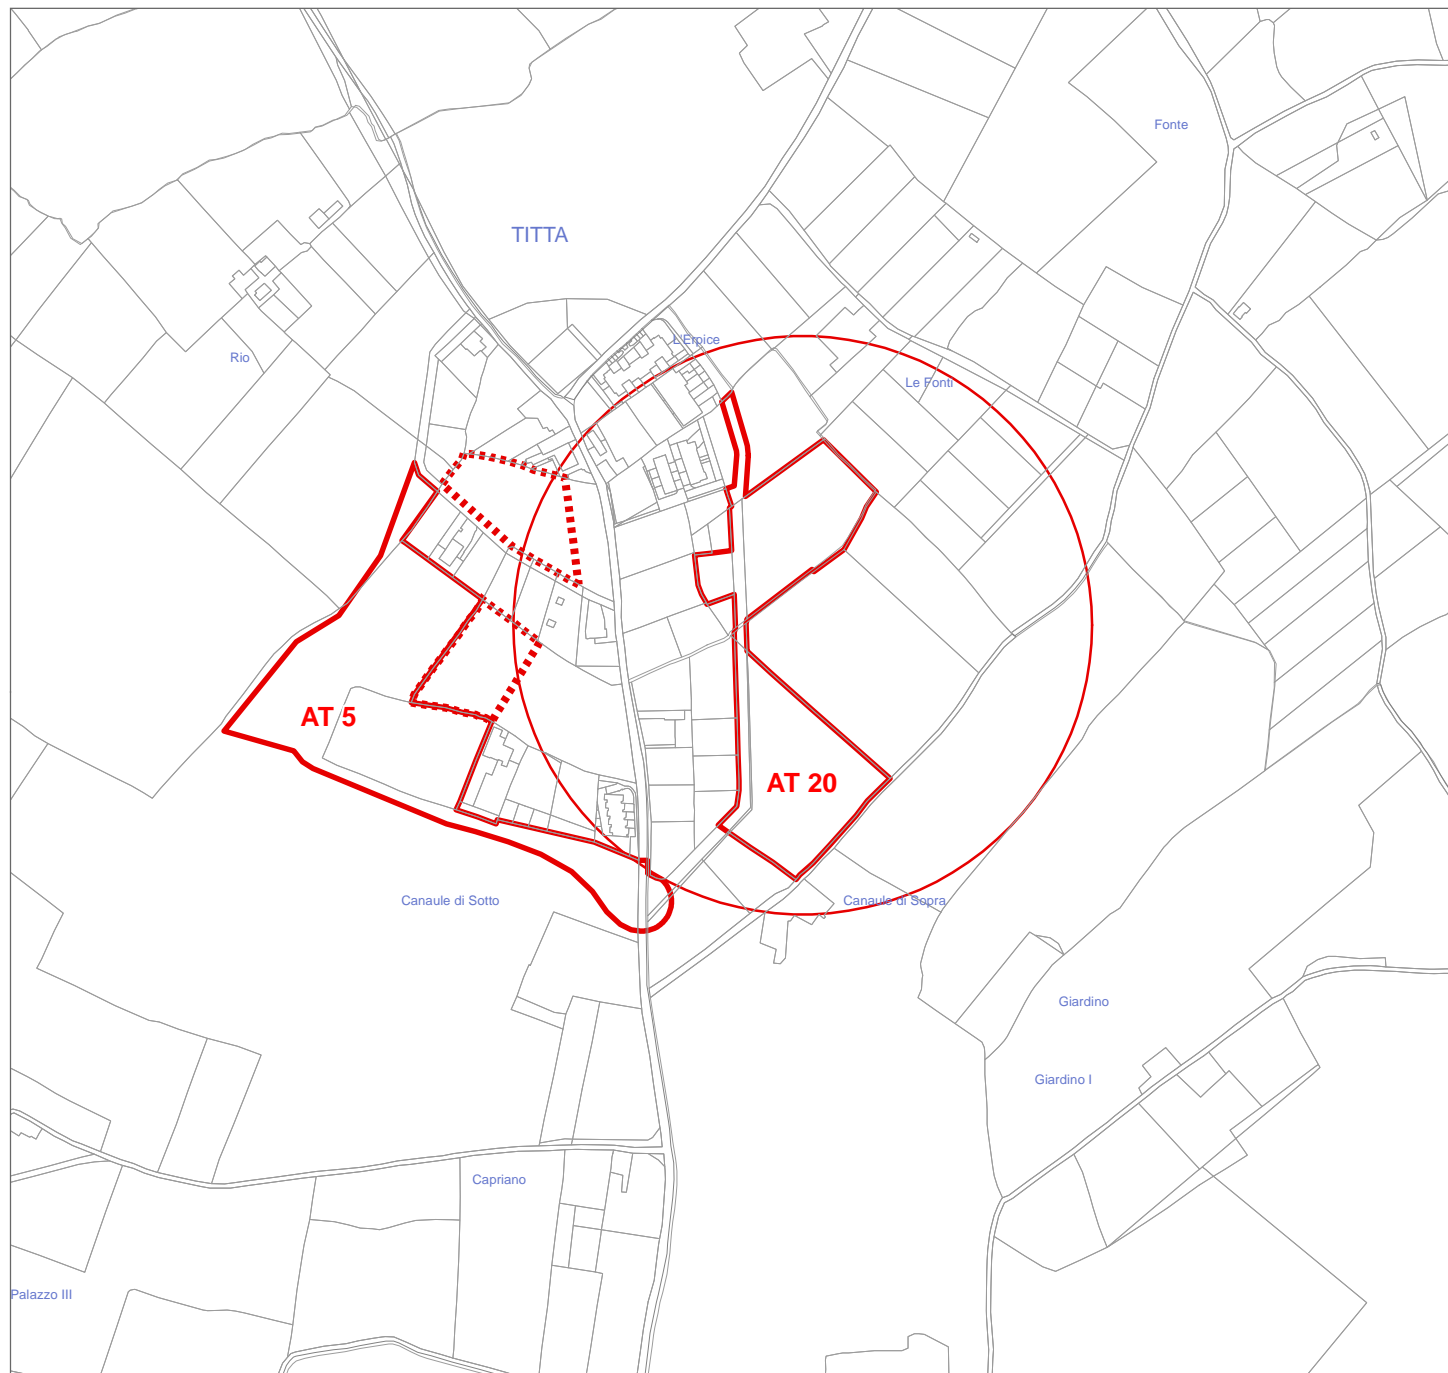 Fonte
TITTA
L'Erpice
Rio
Le Fonti
AT 5
AT 20
Canaule di Sotto
Canaule di Sopra
Giardino
Giardino I
Capriano
Palazzo III